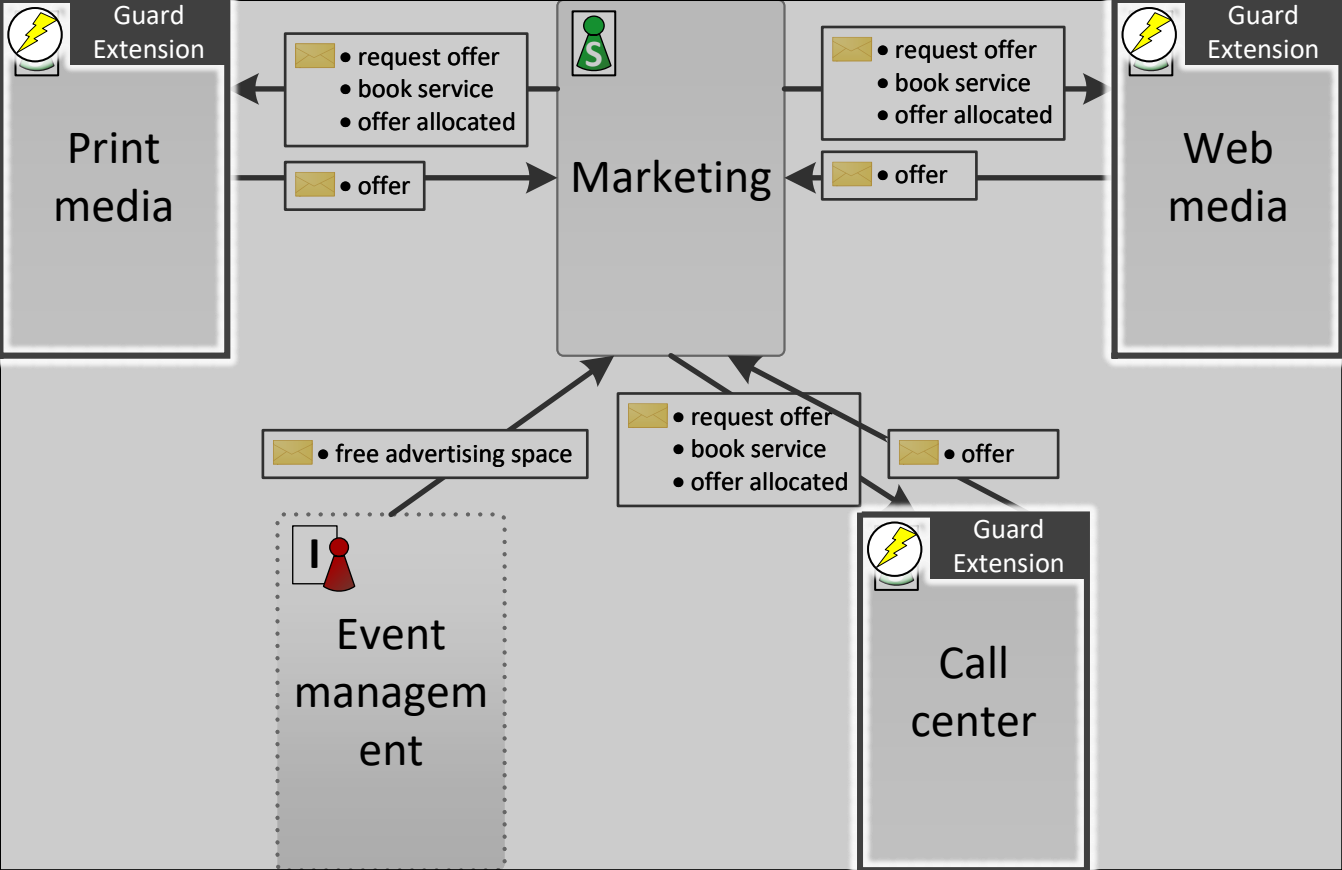 Guard
Extension
Print
media
• request offer
• book service
• offer allocated
• offer
S
Marketing
• request offer
• book service
• offer allocated
• offer
Guard
Extension
Web
media
• free advertising space
• request offer
• book service
• offer allocated
• offer
I
Event
managem
ent
Guard
Extension
Call
center